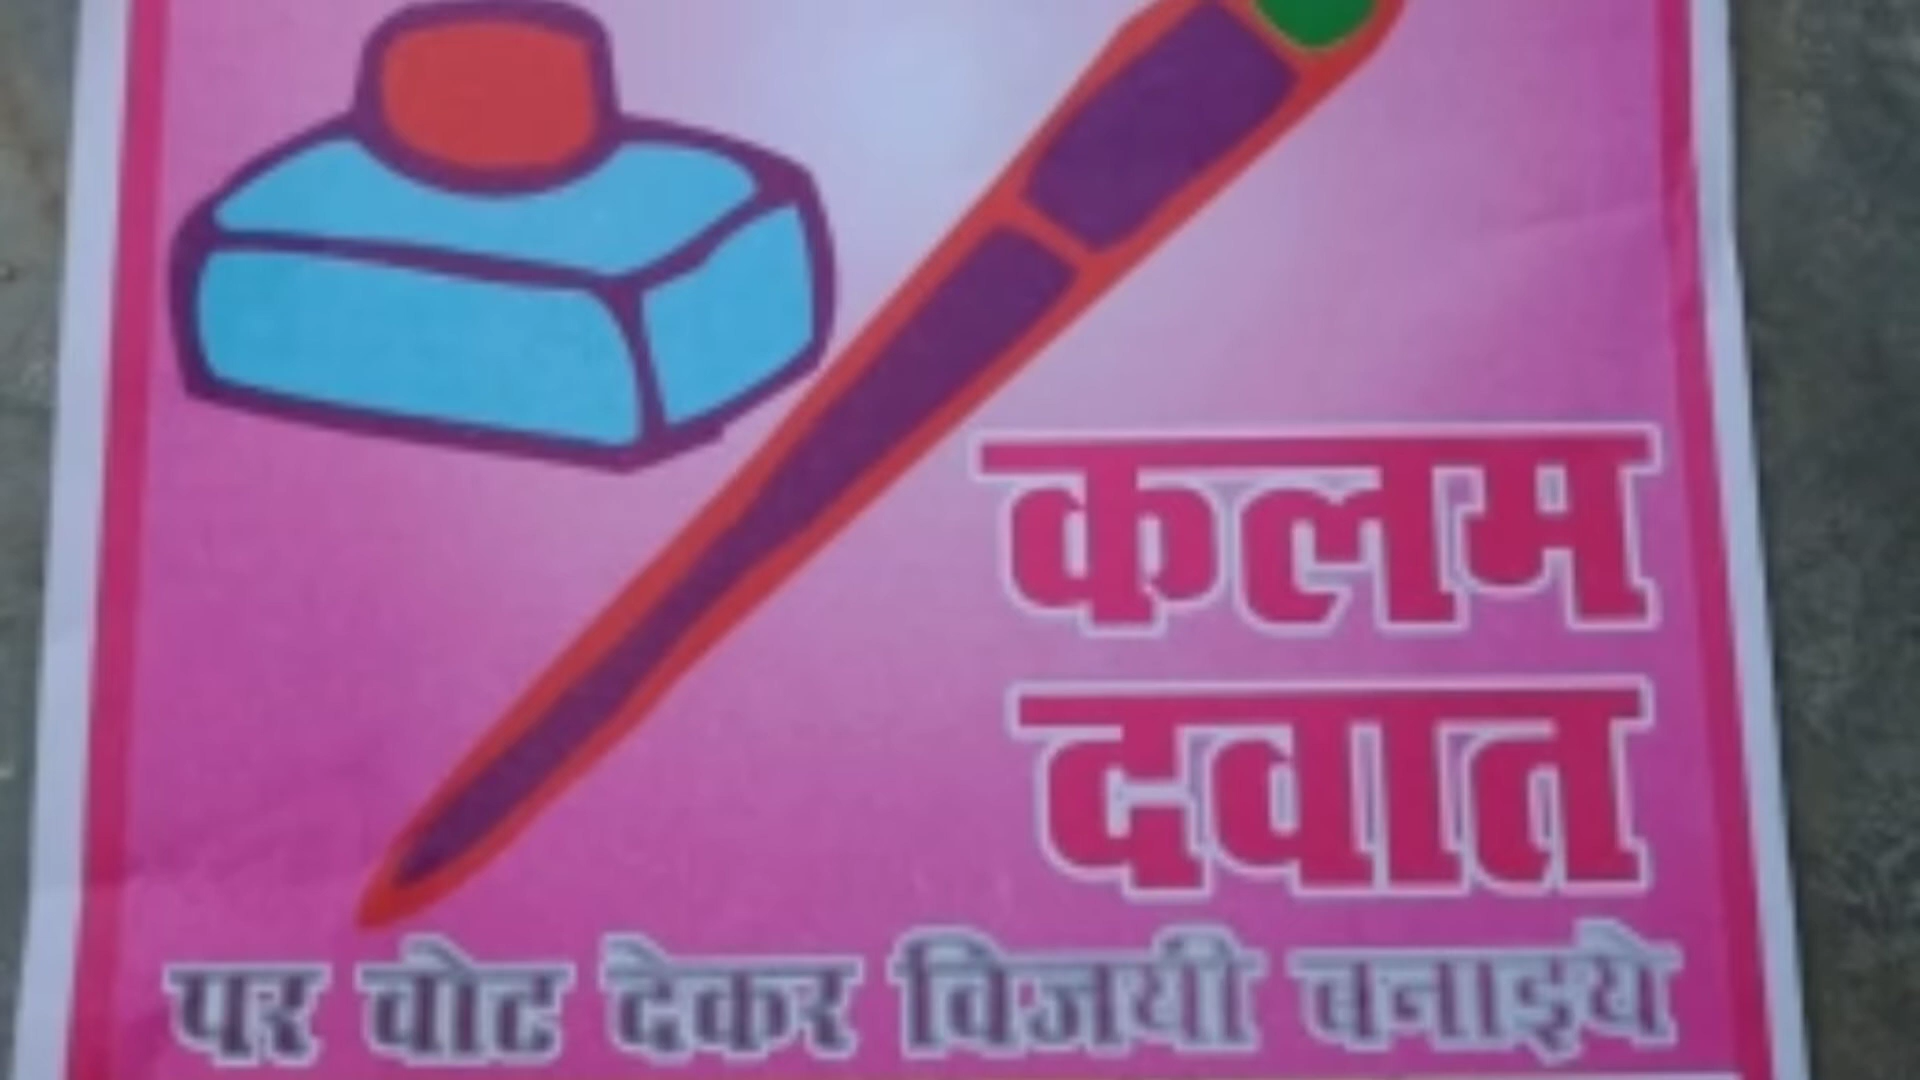 कलम
दवात
पर वोट देकर विजयी बनाइये